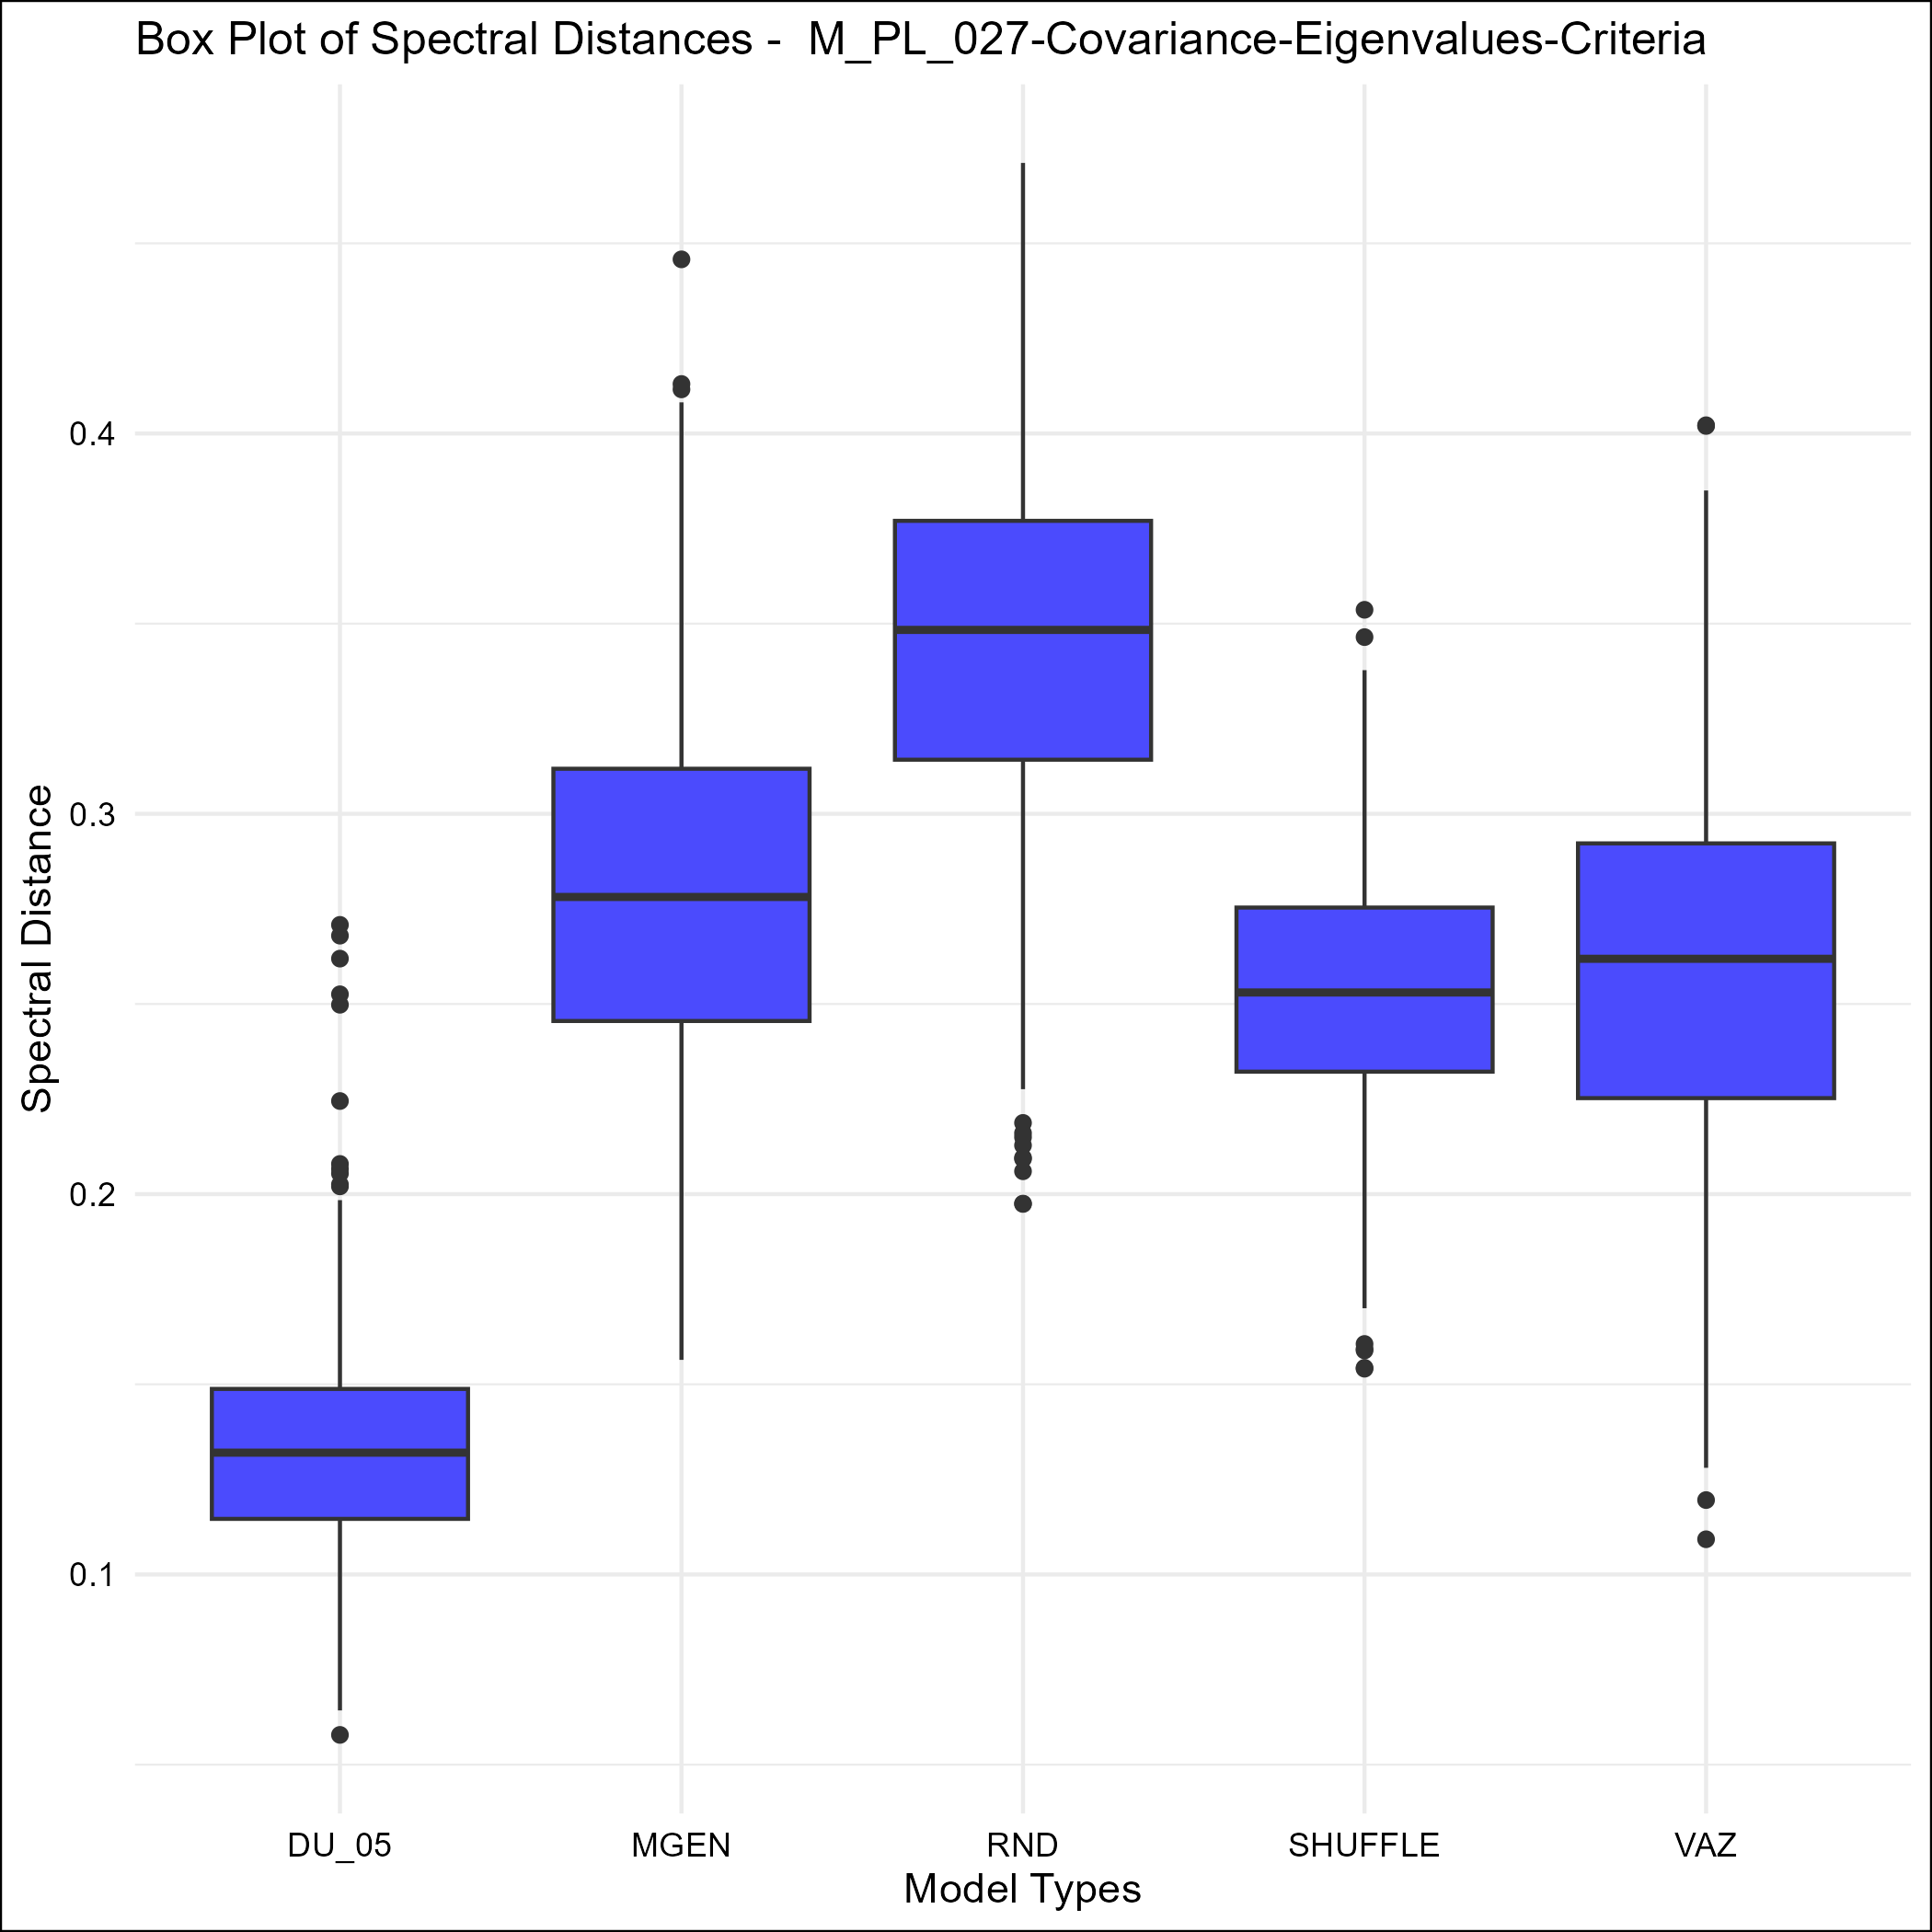 Box Plot of Spectral Distances -  M_PL_027-Covariance-Eigenvalues-Criteria
Spectral Distance
0.4
0.3
0.2
0.1
DU_05 MGEN RND SHUFFLE VAZ
Model Types